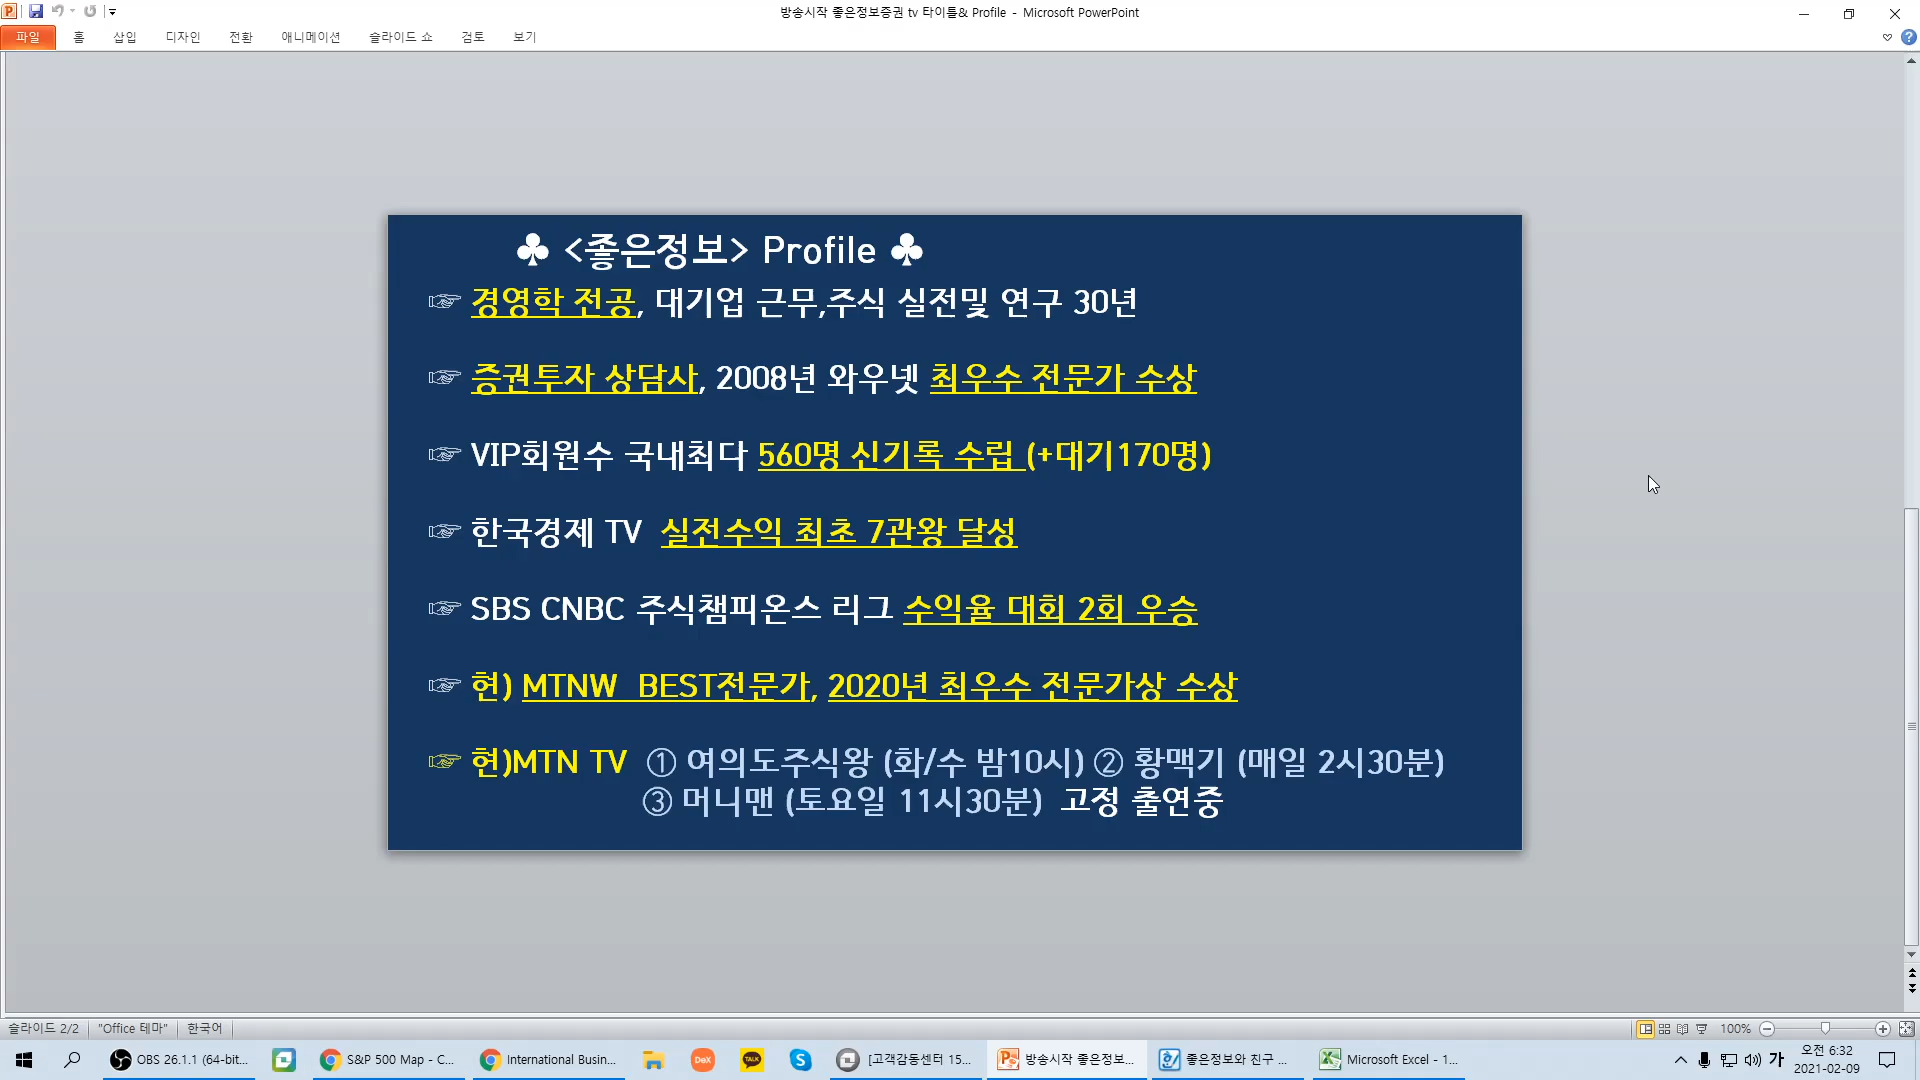 방송시작 좋은정보증권 tv 타이틀& Profile - Microsoft PowerPoint
파일 홈 삽입 디자인 전환 애니메이션 슬라이드 쇼 검토 보기
♣ <좋은정보> Profile ♣
☞ 경영학 전공, 대기업 근무,주식 실전및 연구 30년
☞ 증권투자 상담사, 2008년 와우넷 최우수 전문가 수상
☞ VIP회원수 국내최다 560명 신기록 수립 (+대기170명)
☞ 한국경제 TV 실전수익 최초 7관왕 달성
☞ SBS CNBC 주식챔피온스 리그 수익율 대회 2회 우승
☞ 현) MTNW BEST전문가, 2020년 최우수 전문가상 수상
☞ 현)MTN TV ① 여의도주식왕 (화/수 밤10시) ② 황맥기 (매일 2시30분)
③ 머니맨 (토요일 11시30분) 고정 출연중
슬라이드 2/2 "Office 테마" 한국어 100%
OBS 26.1.1 (64-bit... S&P 500 Map - C... International Busin... DeX TALK [고객감동센터 15... 방송시작 좋은정보... 좋은정보와 친구 ... Microsoft Excel - 1... 가 오전 6:32
2021-02-09